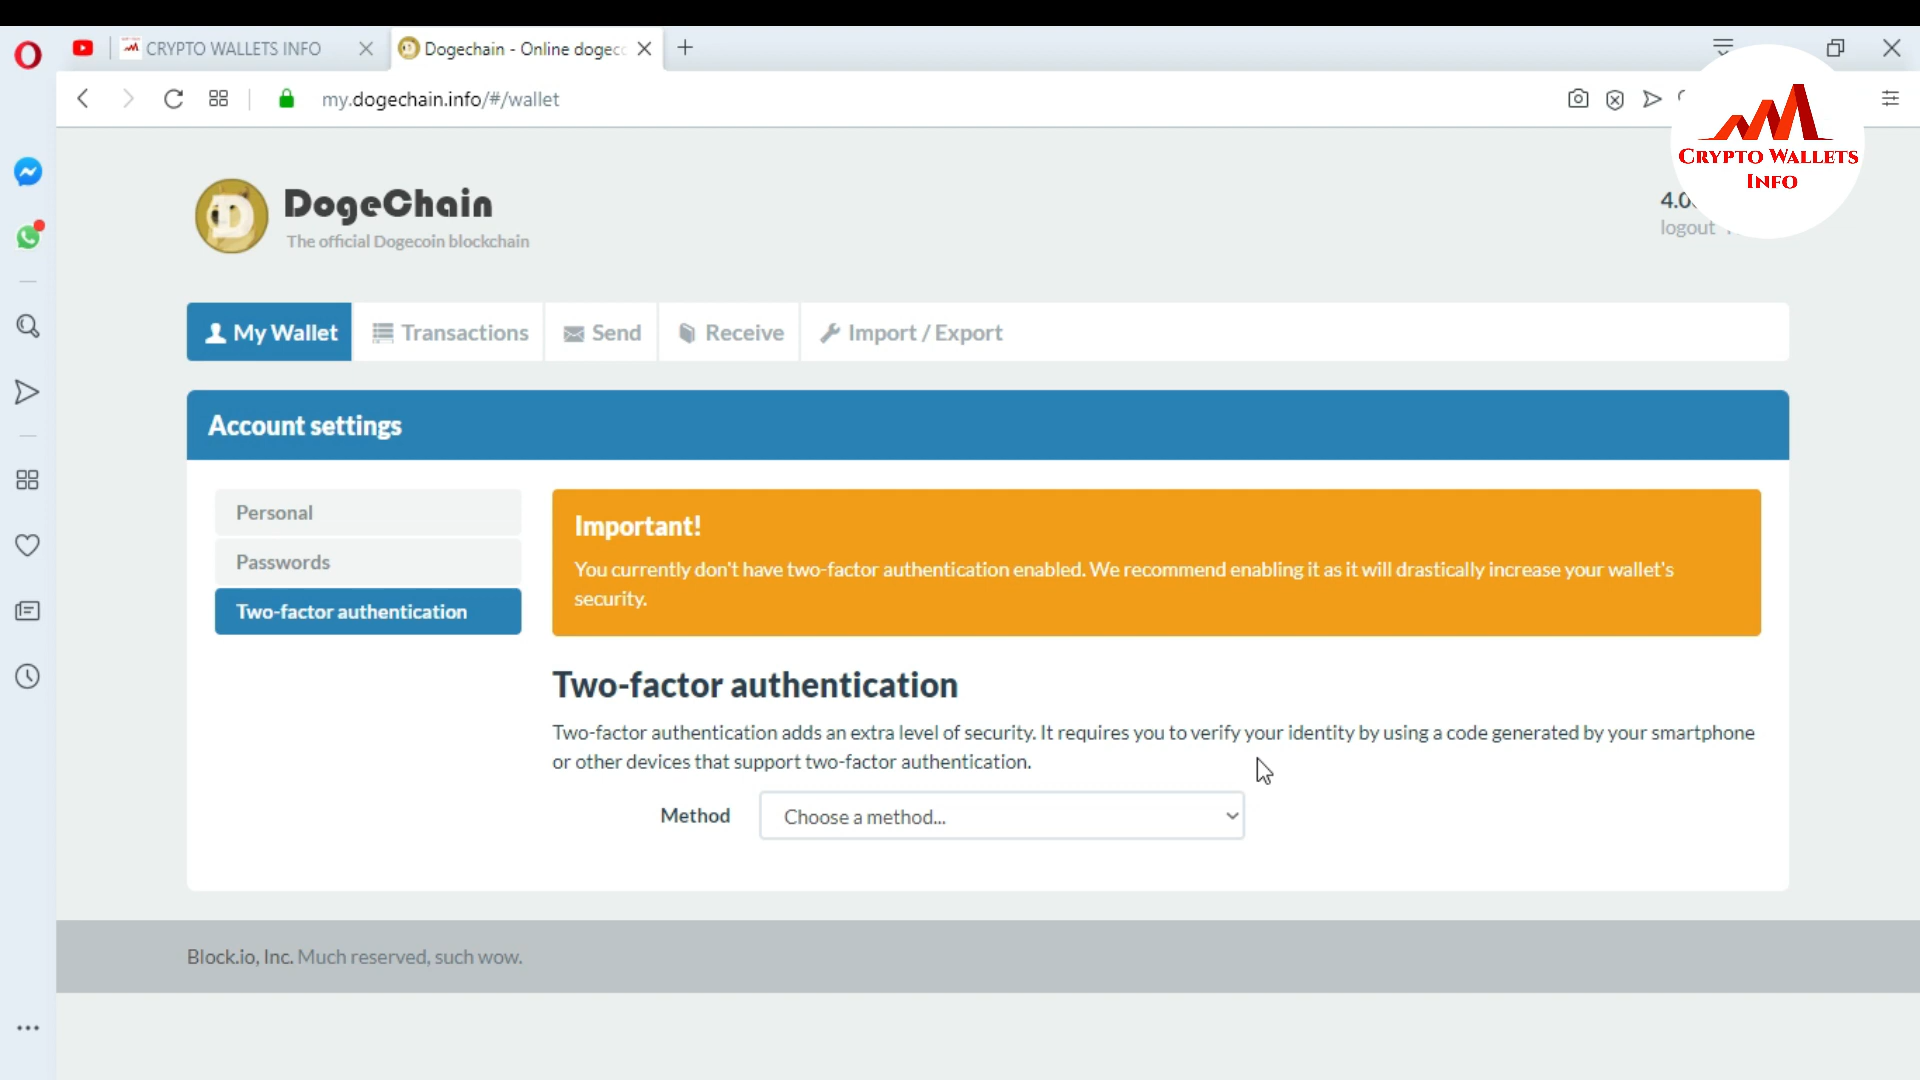 CRYPTO WALLETS INFO
Dogechain - Online dogec
my.dogechain.info/#/wallet
CRYPTO WALLETS
INFO
DogeChain
The official Dogecoin blockchain
4.0
logout
My Wallet
Transactions
Send
Receive
Import / Export
Account settings
Personal
Passwords
Two-factor authentication
Important!
You currently don't have two-factor authentication enabled. We recommend enabling it as it will drastically increase your wallet's
security.
Two-factor authentication
Two-factor authentication adds an extra level of security. It requires you to verify your identity by using a code generated by your smartphone
or other devices that support two-factor authentication.
Method
Choose a method...
Block.io, Inc. Much reserved, such wow.